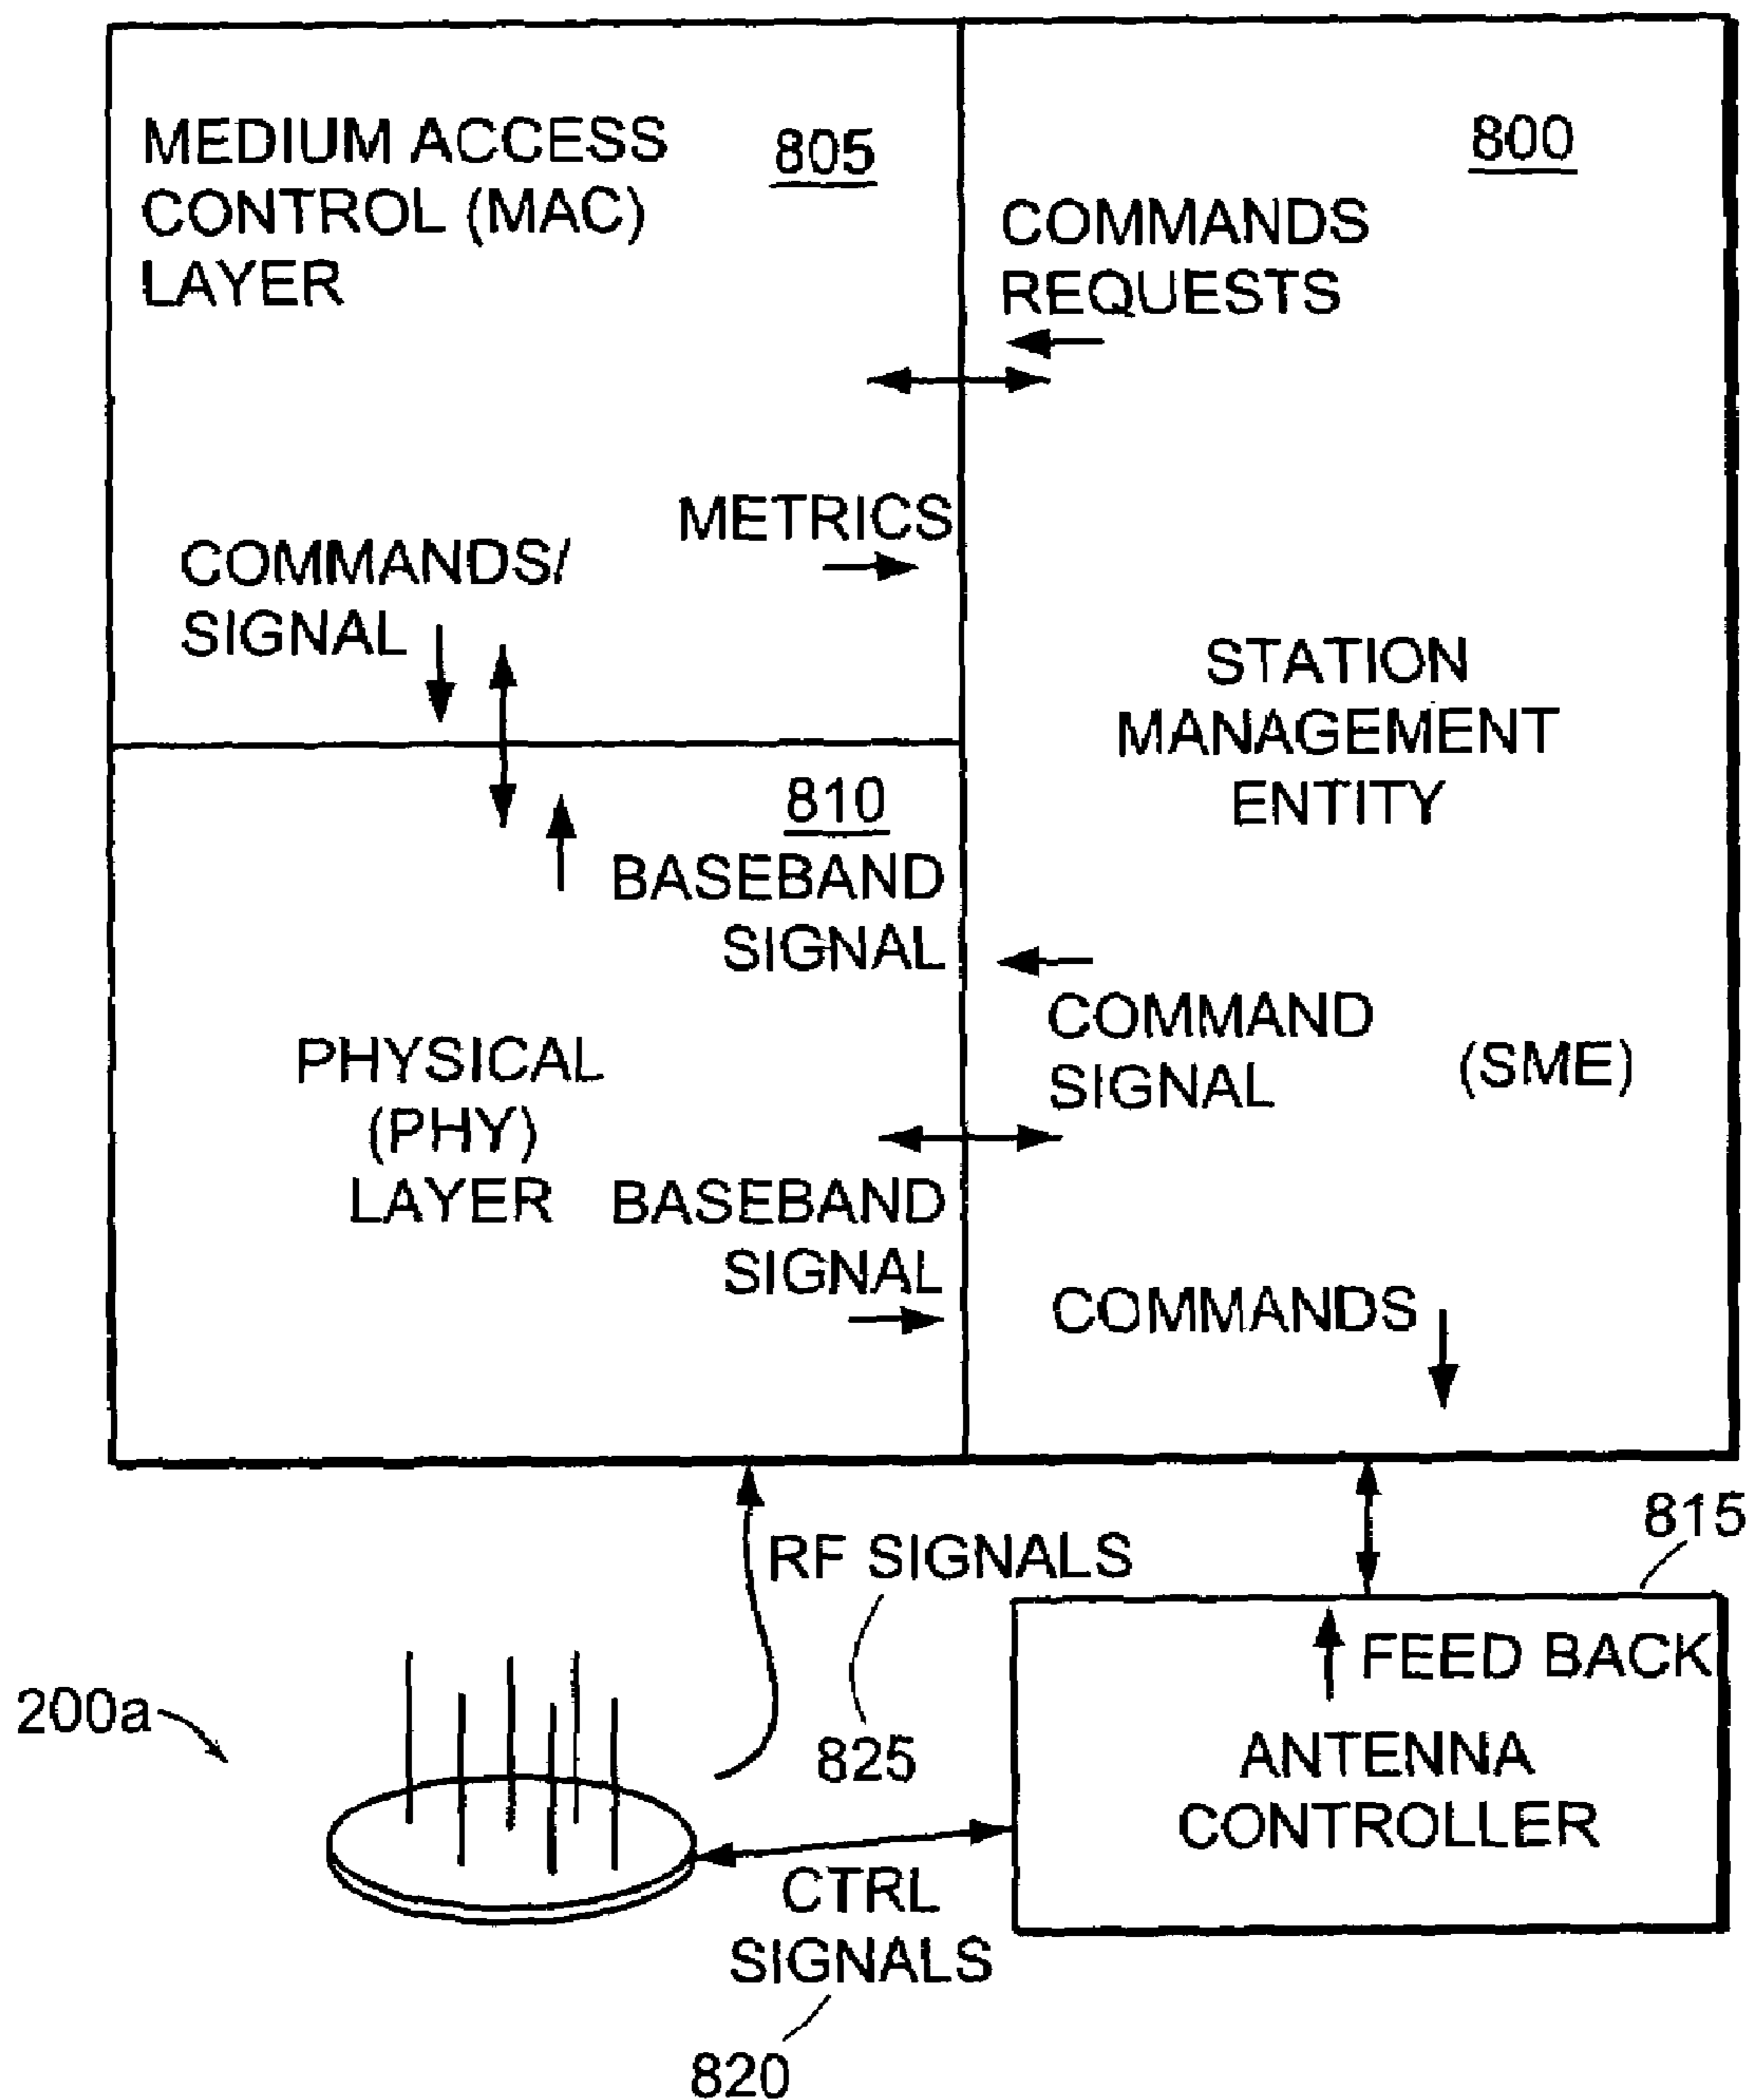 MEDIUM ACCESS
CONTROL (MAC)
LAYER
805
800
COMMANDS
REQUESTS
METRICS
COMMANDS/
SIGNAL
STATION
MANAGEMENT
ENTITY
(SME)
810
BASEBAND
SIGNAL
COMMAND
SIGNAL
PHYSICAL
(PHY)
LAYER
BASEBAND
SIGNAL
COMMANDS
815
RF SIGNALS
825
FEED BACK
ANTENNA
CONTROLLER
200a
CTRL
SIGNALS
820